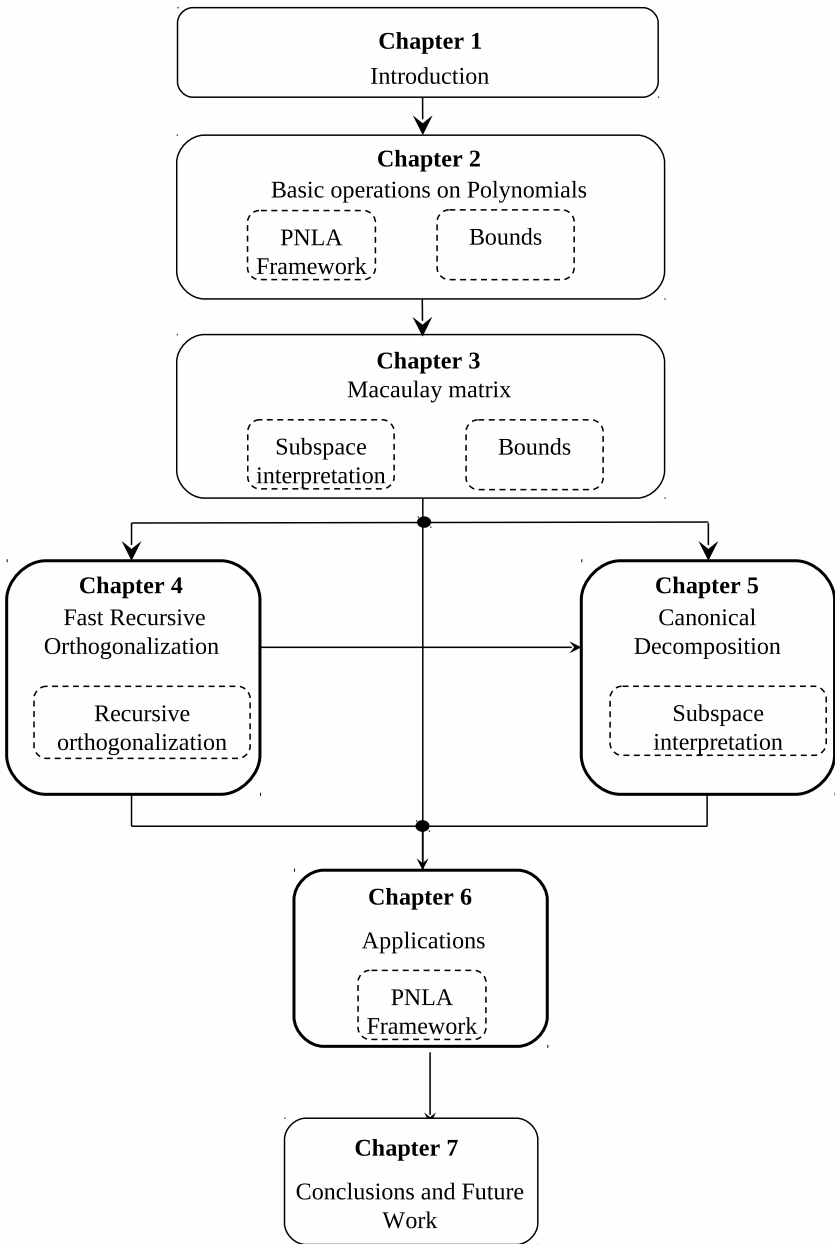 Chapter 1
Introduction
Chapter 2
Basic operations on Polynomials
PNLA
Framework
Bounds
Chapter 3
Macaulay matrix
Subspace
interpretation
Bounds
Chapter 4
Fast Recursive
Orthogonalization
Recursive
orthogonalization
Chapter 5
Canonical
Decomposition
Subspace
interpretation
Chapter 6
Applications
PNLA
Framework
Chapter 7
Conclusions and Future
Work